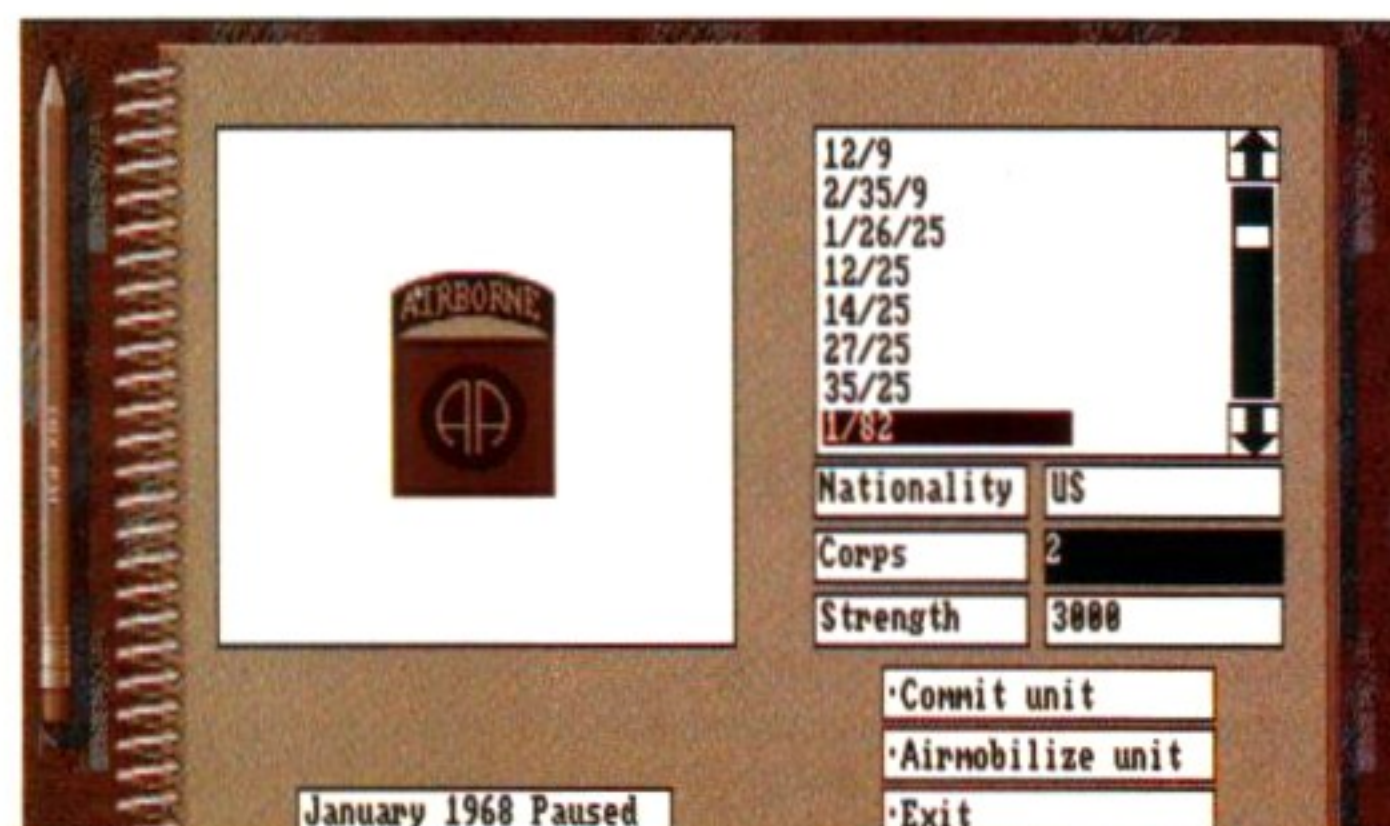 AIRBORNE
AA
12/9
2/35/9
1/26/25
12/25
14/25
27/25
35/25
1/82
Nationality US
Corps 2
Strength 3000
·Commit unit
·Airmobilize unit
January 1968 Paused
·Exit